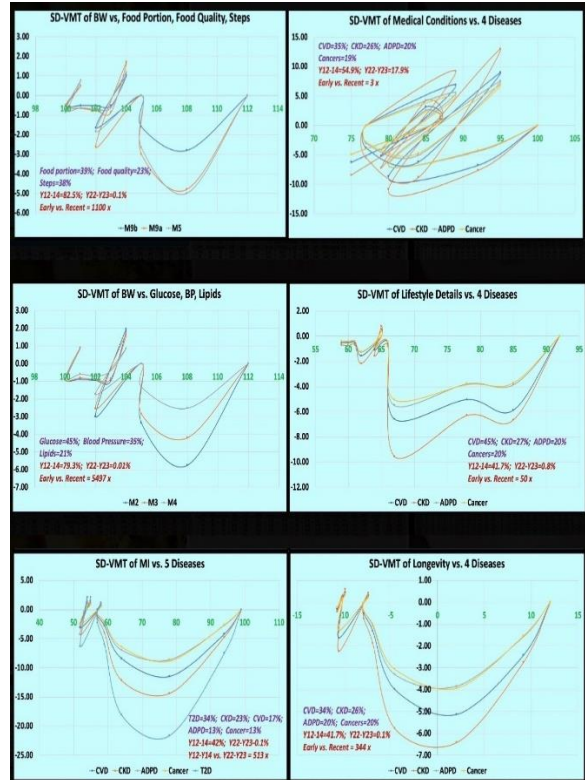 SD-VMT of BW vs, Food Portion, Food Quality, Steps
2.00
1.00
0.00
98 100 102 104 106 108 110 112 114
-1.00
-2.00
-3.00
-4.00
-5.00
-6.00
Food portion=39%; Food quality=23%;
Steps=38%
Y12-14=82.5%; Y22-Y23=0.1%
Early vs. Recent = 1100 x
M9b M9a M5
SD-VMT of Medical Conditions vs. 4 Diseases
CVD=35%; CKD=26%, ADPD=20%
Cancers=19%
Y12-14=54.9%; Y22-Y23=17.9%
Early vs. Recent = 3 x
15.00
10.00
5.00
0.00
70 75 80 85 90 95 100 105
-5.00
-10.00
-15.00
CVD CKD ADPD Cancer
SD-VMT of BW vs. Glucose, BP, Lipids
3.00
2.00
1.00
0.00
98 100 102 104 106 108 110 112 114
-1.00
-2.00
-3.00
-4.00
-5.00
-6.00
-7.00
Glucose=45%; Blood Pressure=35%;
Lipids=21%
Y12-14=79.3%; Y22-Y23=0.01%
Early vs. Recent = 5497 x
M2 M3 M4
SD-VMT of Lifestyle Details vs. 4 Diseases
2.00
0.00
55 60 65 70 75 80 85 90 95
-2.00
-4.00
-6.00
-8.00
-10.00
-12.00
CVD=45%; CKD=27%; ADPD=20%
Cancers=20%
Y12-14=41.7%; Y22-Y23=0.8%
Early vs. Recent = 50 x
CVD CKD ADPD Cancer
SD-VMT of MI vs. 5 Diseases
5.00
0.00
40 50 60 70 80 90 100 110
-5.00
-10.00
-15.00
-20.00
-25.00
T2D=34%; CKD=23%; CVD=17%
ADPD=13%; Cancer=13%
Y12-14=42% Y22-Y23-0.1%
Y12-Y14 vs. Y22-Y23 = 513 x
CVD CKD ADPD Cancer T2D
SD-VMT of Longevity vs. 4 Diseases
1.00
0.00
-15 -10 -5 0 5 10 15
-1.00
-2.00
-3.00
-4.00
-5.00
-6.00
-7.00
CVD=34%; CKD=26%,
ADPD=20%; Cancers=20%
Y12-14=41.7%; Y22-Y23=0.1%
Early vs. Recent = 344 x
CVD CKD ADPD Cancer